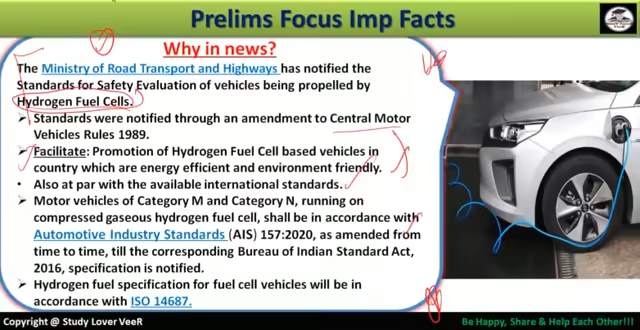 Prelims Focus Imp Facts
Why in news?
The Ministry of Road Transport and Highways has notified the
Standards for Safety Evaluation of vehicles being propelled by
Hydrogen Fuel Cells.
➤ Standards were notified through an amendment to Central Motor
Vehicles Rules 1989.
➤ Facilitate: Promotion of Hydrogen Fuel Cell based vehicles in
country which are energy efficient and environment friendly.
• Also at par with the available international standards.
➤ Motor vehicles of Category M and Category N, running on
compressed gaseous hydrogen fuel cell, shall be in accordance with
Automotive Industry Standards (AIS) 157:2020, as amended from
time to time, till the corresponding Bureau of Indian Standard Act,
2016, specification is notified.
➤ Hydrogen fuel specification for fuel cell vehicles will be in
accordance with ISO 14687.
Copyright @ Study Lover VeeR
Be Happy, Share & Help Each Other!!!